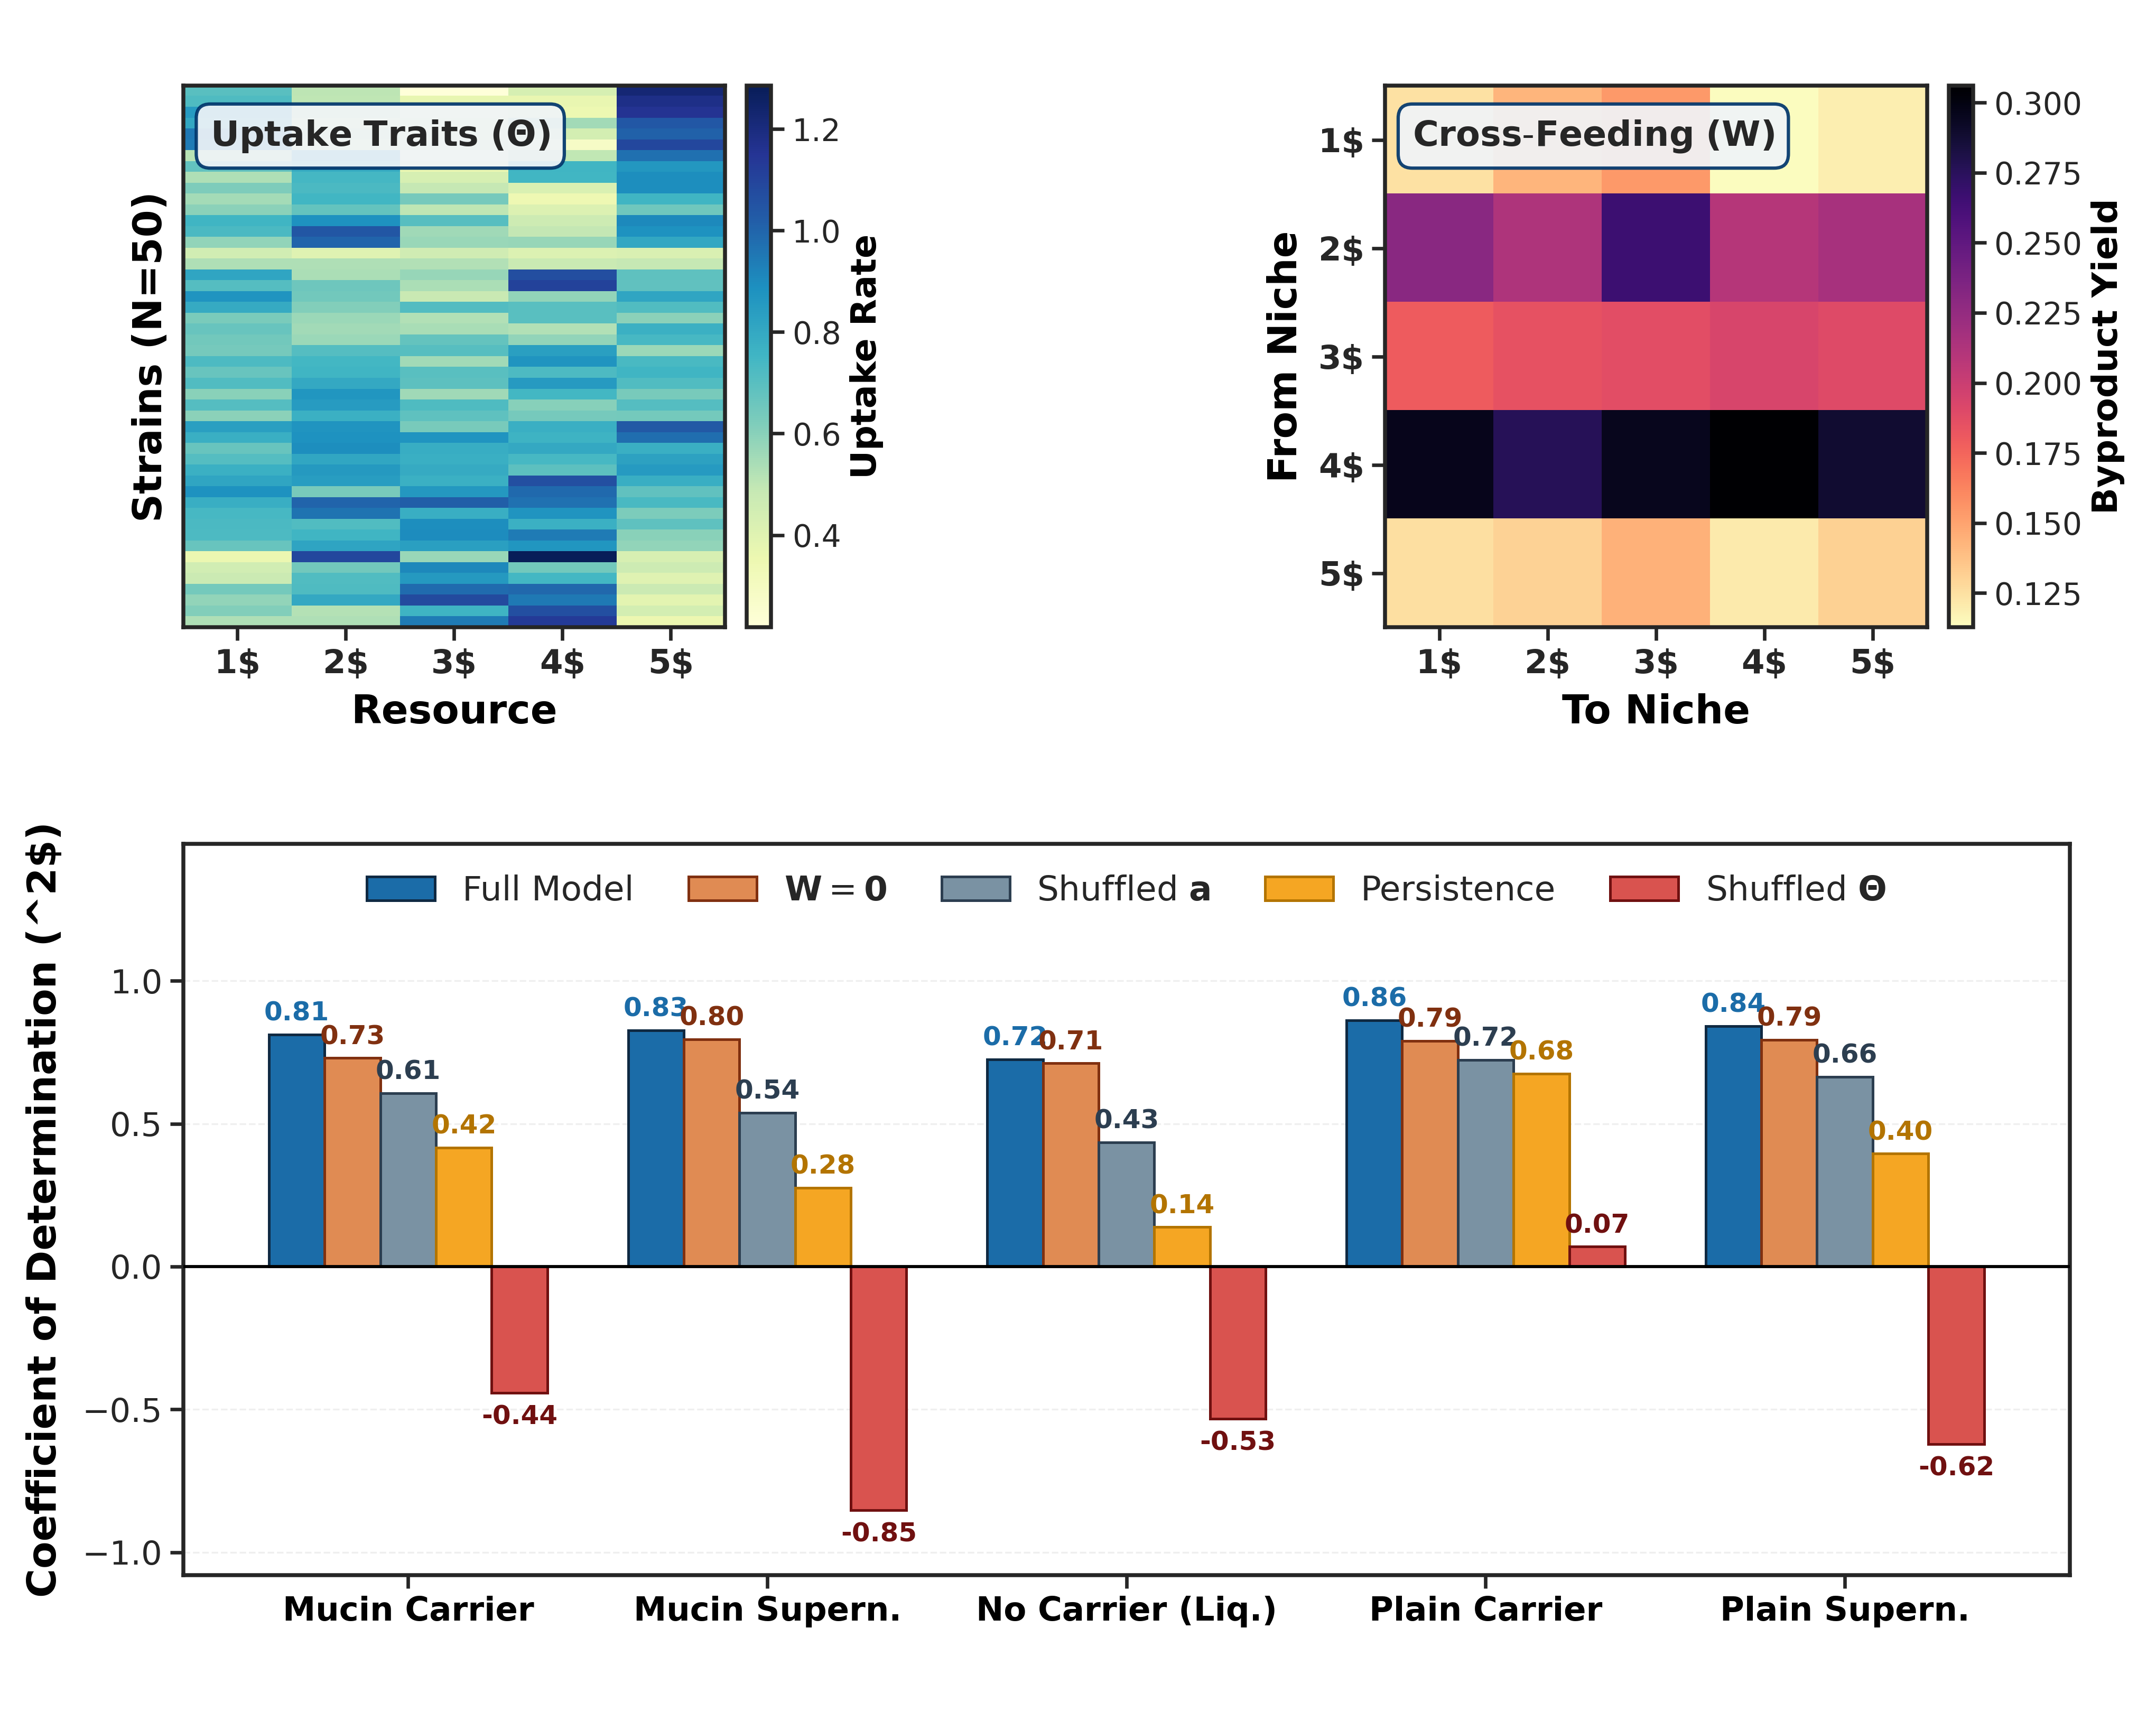 Uptake Traits (Θ)
Strains (N=50)
1$ 2$ 3$ 4$ 5$
Resource
1.2
1.0
0.8
0.6
0.4
Uptake Rate
Cross-Feeding (W)
From Niche
1$
2$
3$
4$
5$
1$ 2$ 3$ 4$ 5$
To Niche
0.300
0.275
0.250
0.225
0.200
0.175
0.150
0.125
Byproduct Yield
Coefficient of Determination (^2$)
Full Model W = 0 Shuffled a Persistence Shuffled Θ
1.0
0.5
0.0
−0.5
−1.0
0.81 0.73 0.61 0.42 -0.44
0.83 0.80 0.54 0.28 -0.85
0.72 0.71 0.43 0.14 -0.53
0.86 0.79 0.72 0.68 0.07
0.84 0.79 0.66 0.40 -0.62
Mucin Carrier Mucin Supern. No Carrier (Liq.) Plain Carrier Plain Supern.